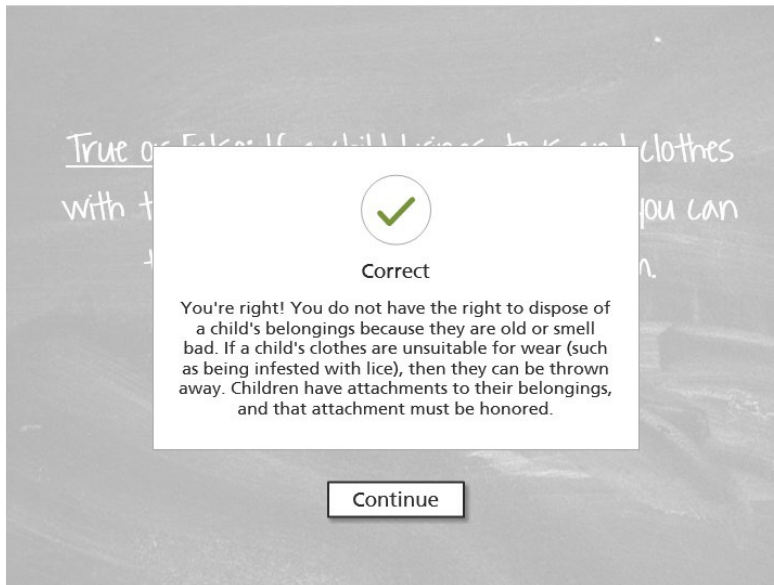 True or False: If a child brings toys and clothes
with t you can
n.
Correct
You're right! You do not have the right to dispose of
a child's belongings because they are old or smell
bad. If a child's clothes are unsuitable for wear (such
as being infested with lice), then they can be thrown
away. Children have attachments to their belongings,
and that attachment must be honored.
Continue